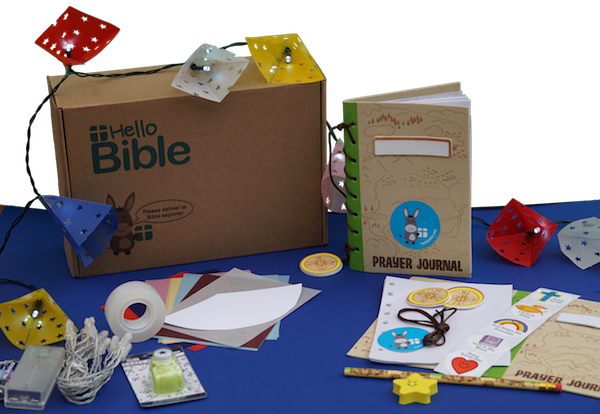 Hello
Bible
Please deliver to
Bible explorer
PRAYER JOURNAL
PRAYER JOURNAL